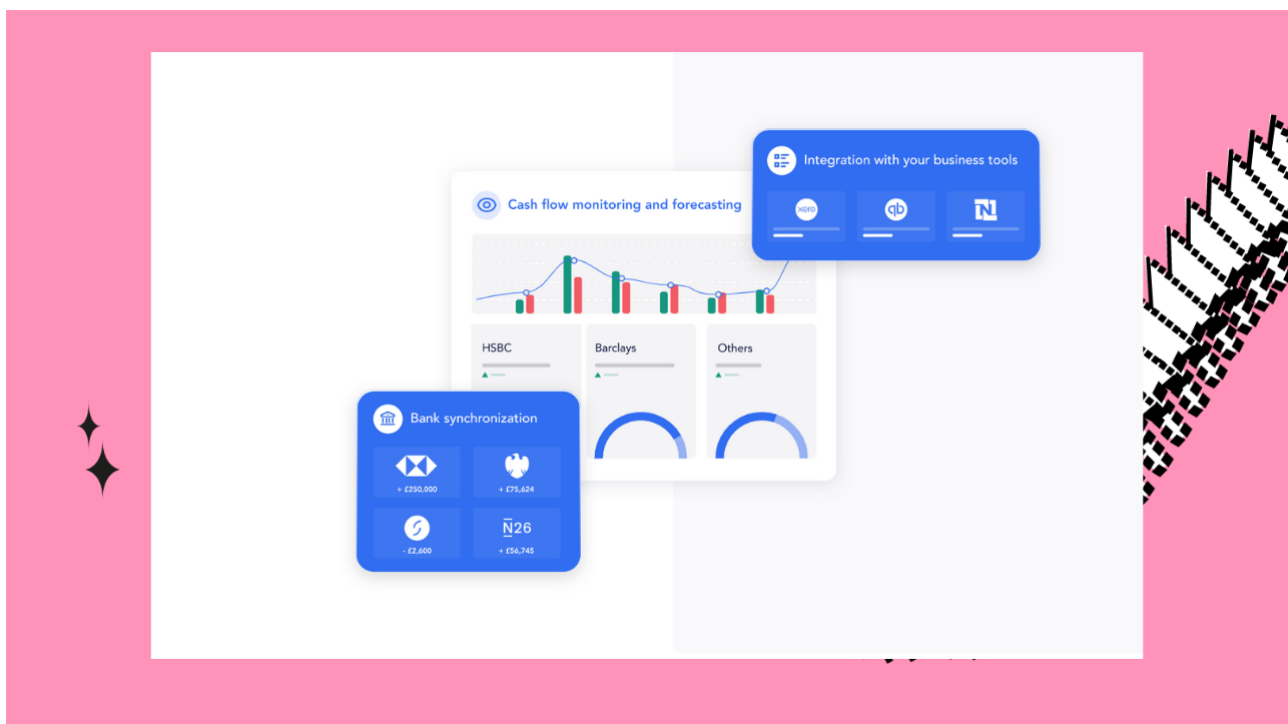 Integration with your business tools
xero
qb
N
Cash flow monitoring and forecasting
HSBC
Barclays
Others
Bank synchronization
+ £250,000
+ £75,624
- £2,600
N26
+ £56,745